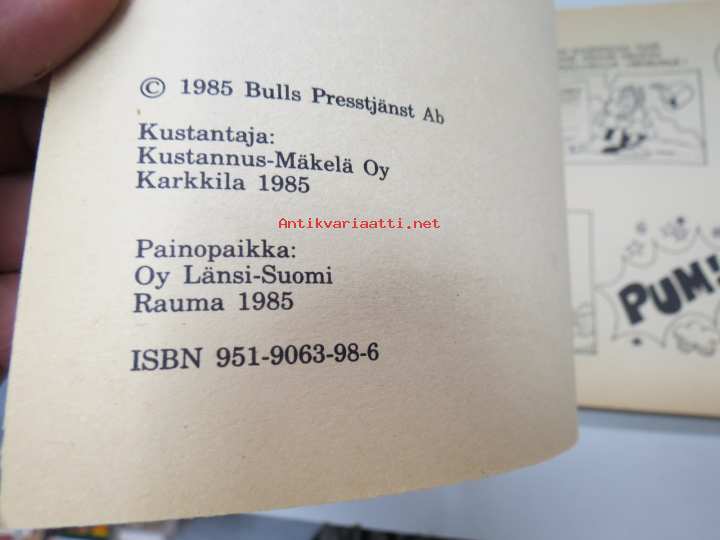 © 1985 Bulls Presstjänst Ab
Kustantaja:
Kustannus-Mäkelä Oy
Karkkila 1985
Antikvariaatti.net
Painopaikka:
Oy Länsi-Suomi
Rauma 1985
ISBN 951-9063-98-6
PUM!